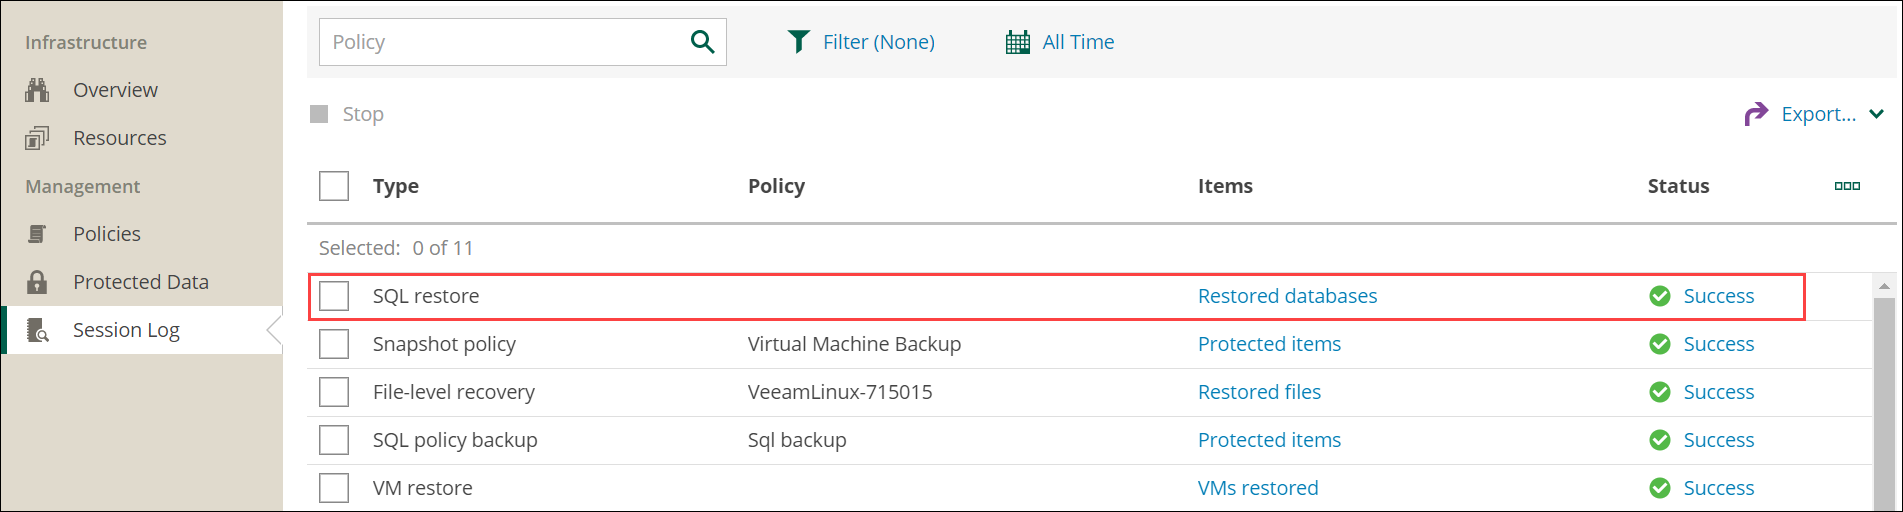 Infrastructure
Overview
Resources
Management
Policies
Protected Data
Session Log
Policy
Filter (None)
All Time
Stop
Export...
Type Policy Items Status
Selected: 0 of 11
SQL restore Restored databases Success
Snapshot policy Virtual Machine Backup Protected items Success
File-level recovery VeeamLinux-715015 Restored files Success
SQL policy backup Sql backup Protected items Success
VM restore VMs restored Success